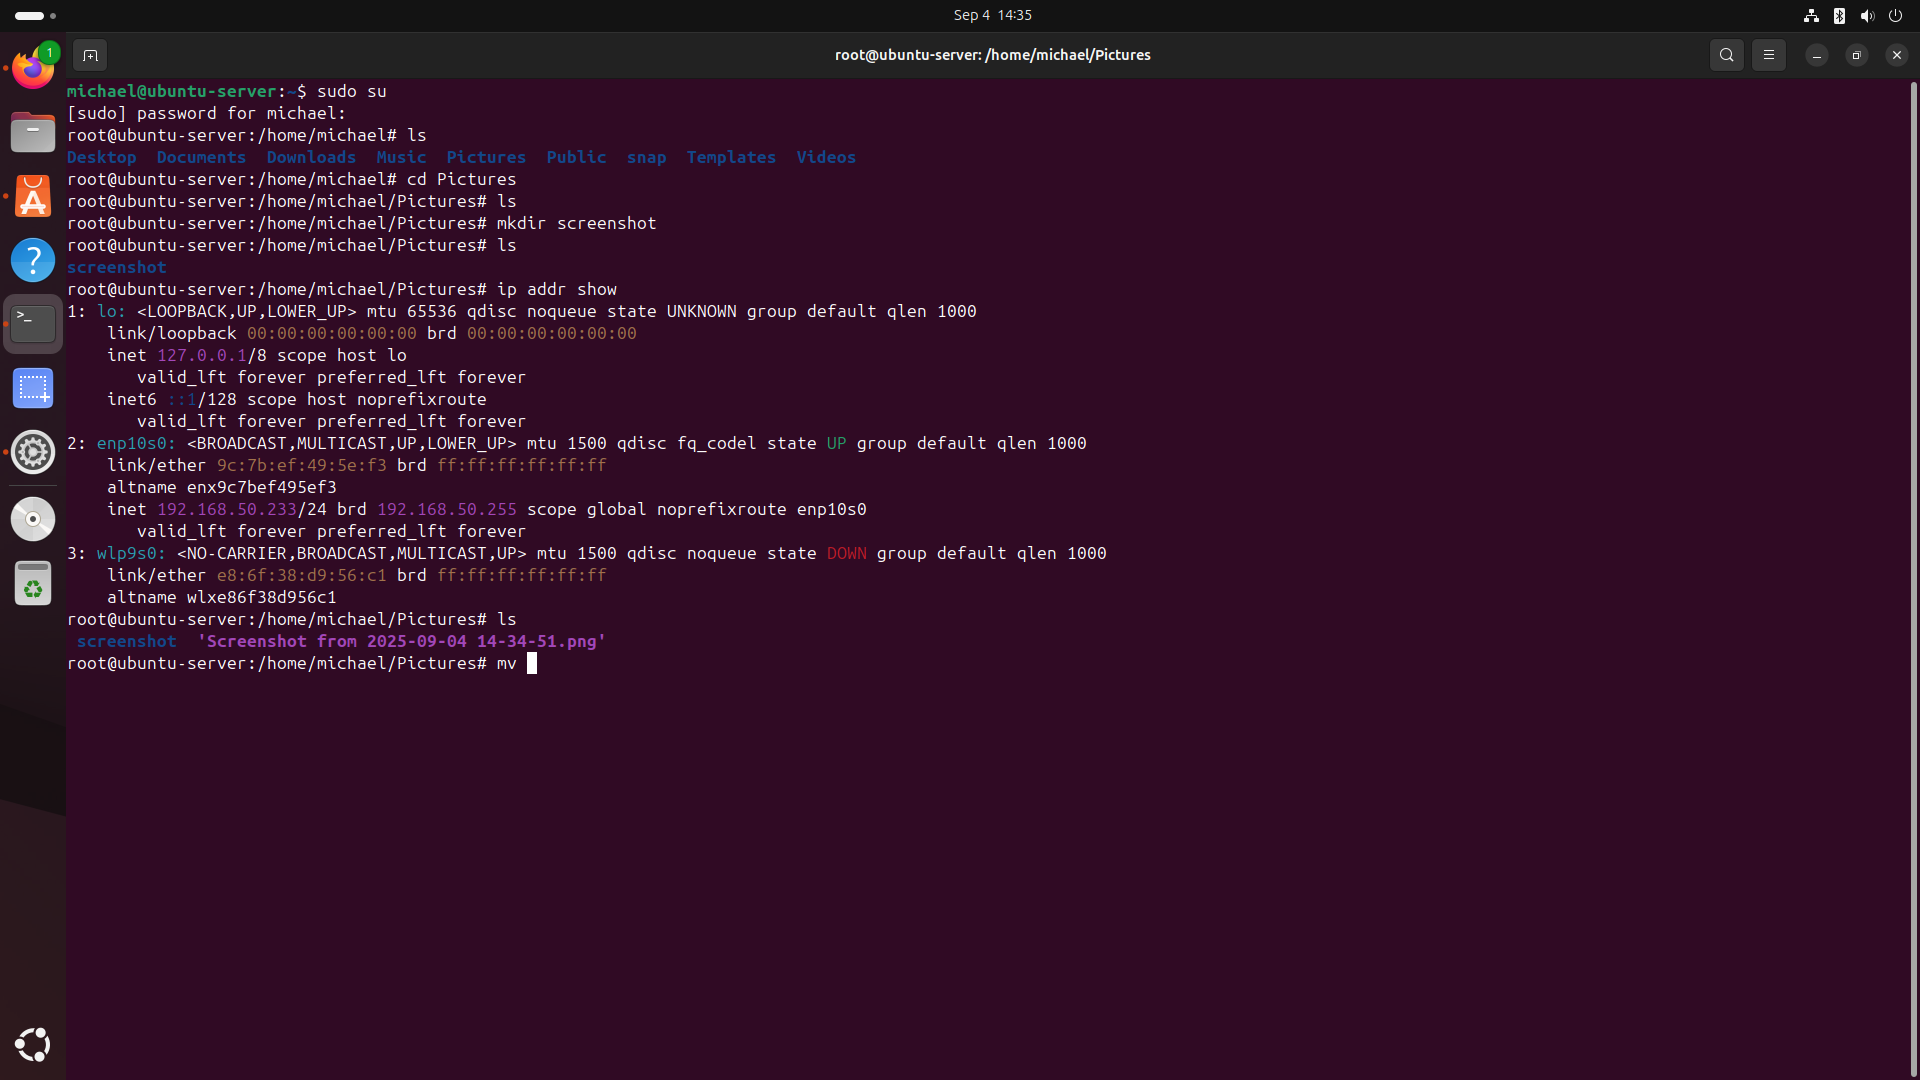 Sep 4 14:35
1
root@ubuntu-server: /home/michael/Pictures
michael@ubuntu-server:~$ sudo su
[sudo] password for michael:
root@ubuntu-server:/home/michael# ls
Desktop  Documents  Downloads  Music  Pictures  Public  snap  Templates  Videos
root@ubuntu-server:/home/michael# cd Pictures
root@ubuntu-server:/home/michael/Pictures# ls
root@ubuntu-server:/home/michael/Pictures# mkdir screenshot
root@ubuntu-server:/home/michael/Pictures# ls
screenshot
root@ubuntu-server:/home/michael/Pictures# ip addr show
1: lo: <LOOPBACK,UP,LOWER_UP> mtu 65536 qdisc noqueue state UNKNOWN group default qlen 1000
    link/loopback 00:00:00:00:00:00 brd 00:00:00:00:00:00
    inet 127.0.0.1/8 scope host lo
       valid_lft forever preferred_lft forever
    inet6 ::1/128 scope host noprefixroute
       valid_lft forever preferred_lft forever
2: enp10s0: <BROADCAST,MULTICAST,UP,LOWER_UP> mtu 1500 qdisc fq_codel state UP group default qlen 1000
    link/ether 9c:7b:ef:49:5e:f3 brd ff:ff:ff:ff:ff:ff
    altname enx9c7bef495ef3
    inet 192.168.50.233/24 brd 192.168.50.255 scope global noprefixroute enp10s0
       valid_lft forever preferred_lft forever
3: wlp9s0: <NO-CARRIER,BROADCAST,MULTICAST,UP> mtu 1500 qdisc noqueue state DOWN group default qlen 1000
    link/ether e8:6f:38:d9:56:c1 brd ff:ff:ff:ff:ff:ff
    altname wlxe86f38d956c1
root@ubuntu-server:/home/michael/Pictures# ls
 screenshot  'Screenshot from 2025-09-04 14-34-51.png'
root@ubuntu-server:/home/michael/Pictures# mv